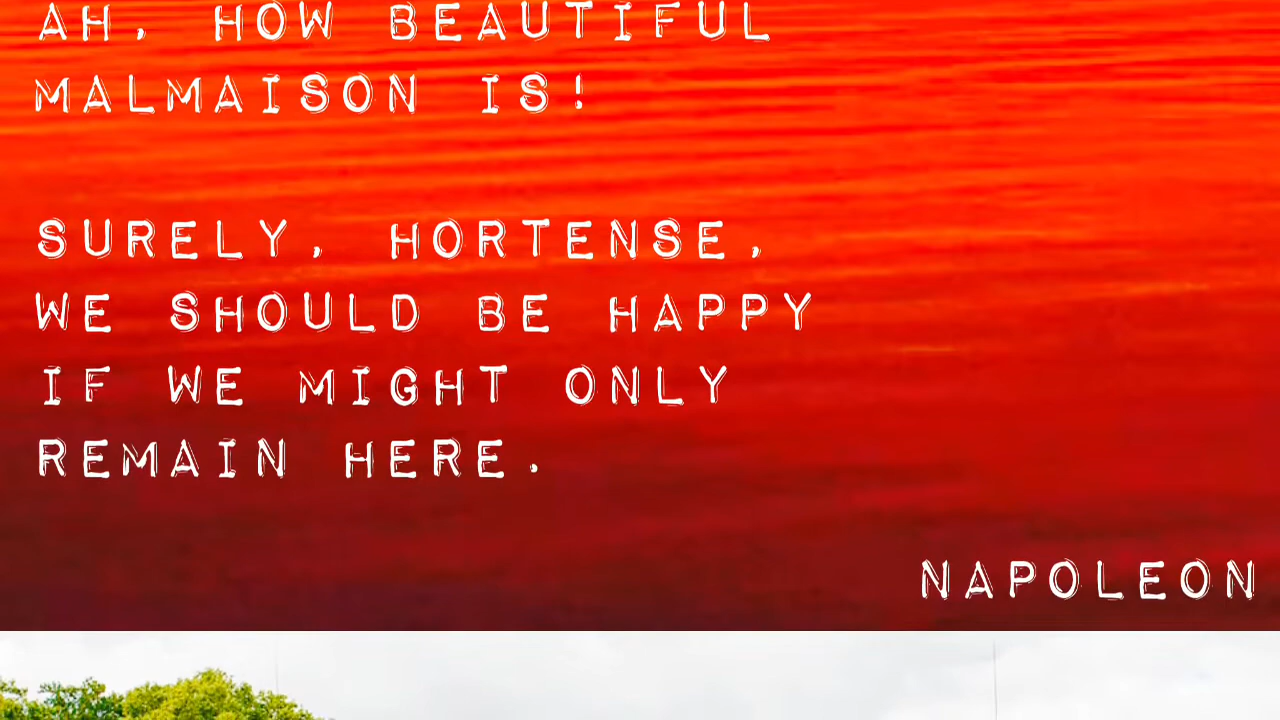 AH, HOW BEAUTIFUL
MALMAISON IS!
SURELY, HORTENSE,
WE SHOULD BE HAPPY
IF WE MIGHT ONLY
REMAIN HERE.
NAPOLEON